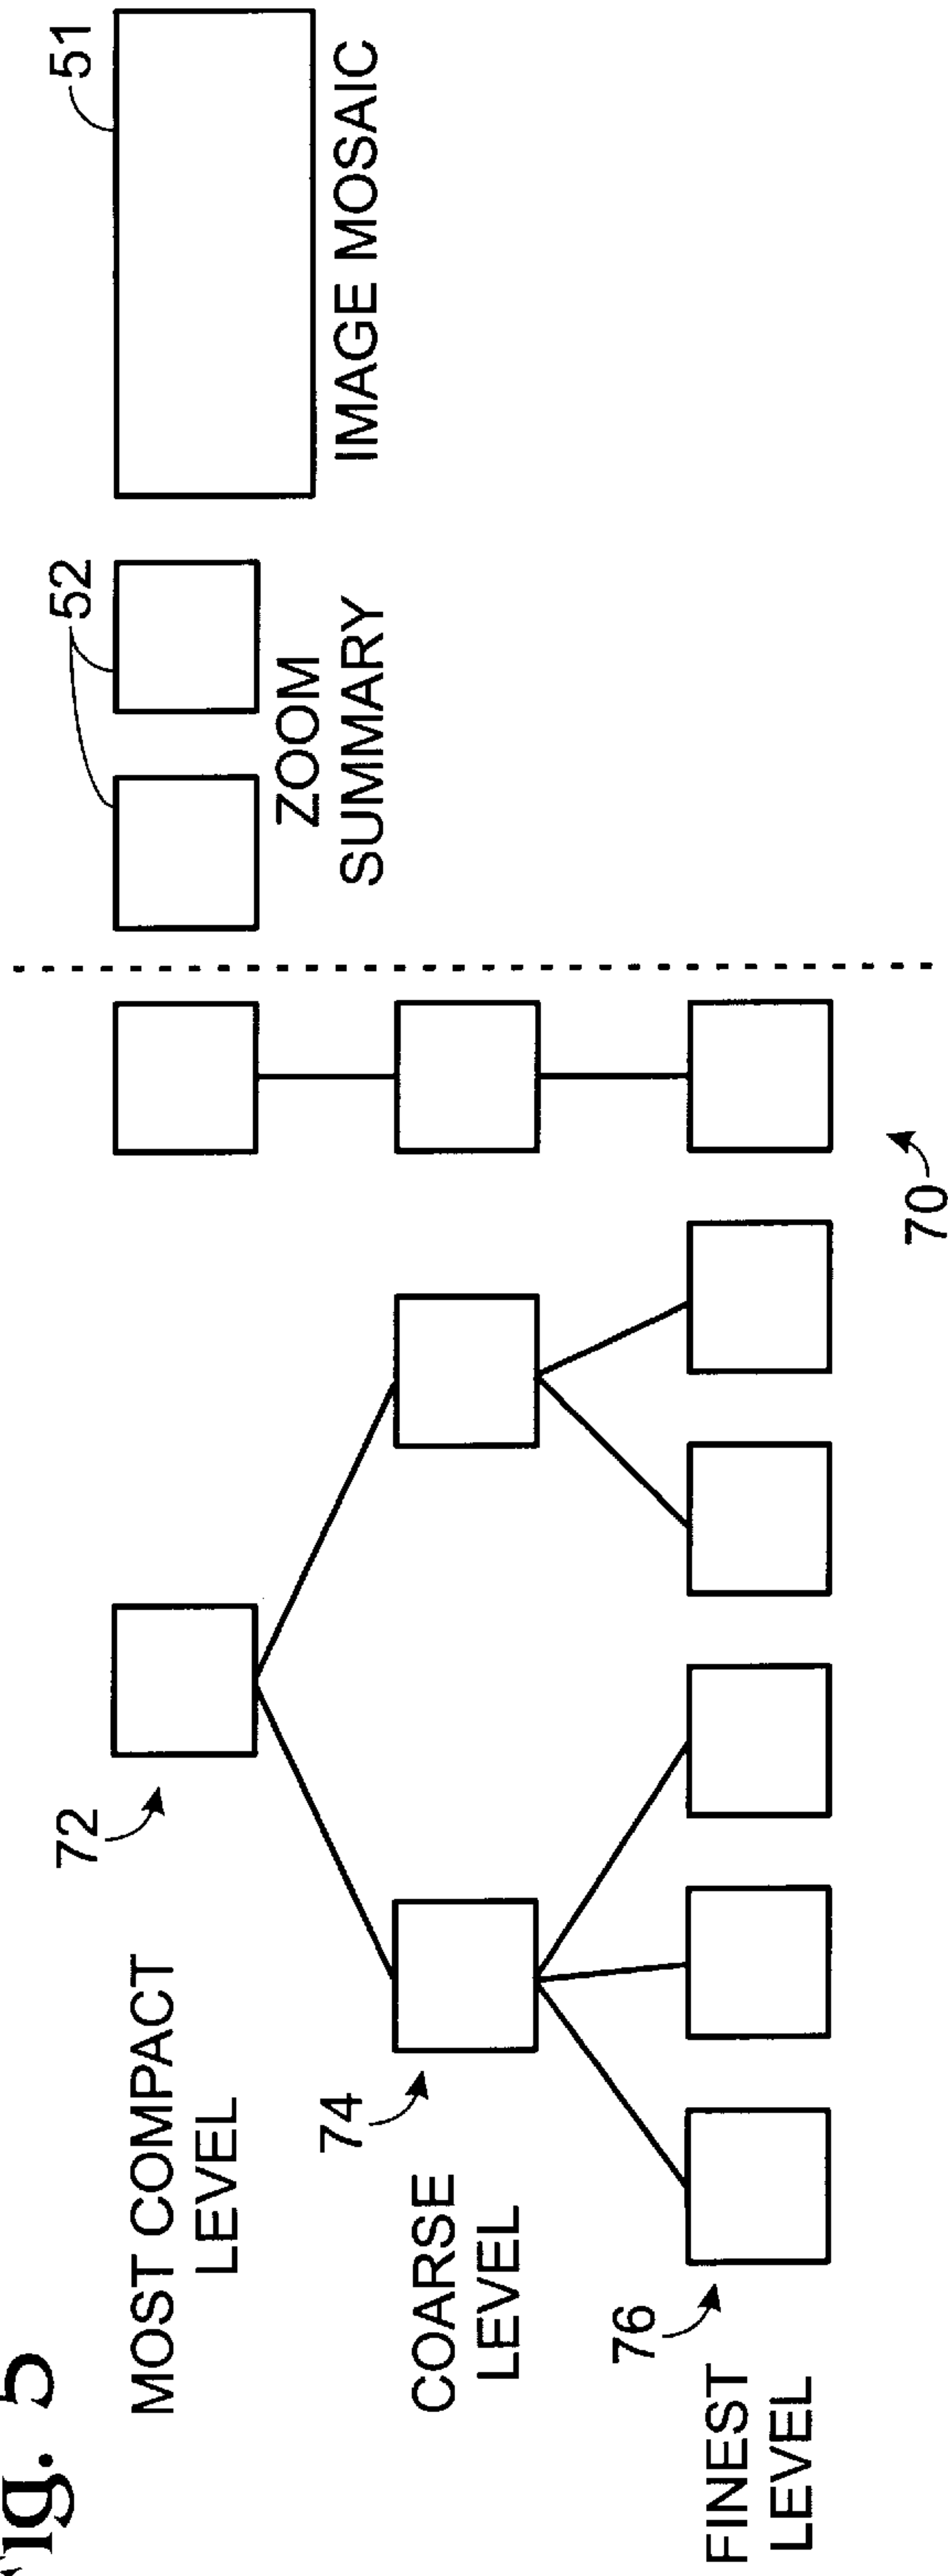 Fig. 5
72
52
51
MOST COMPACT
LEVEL
ZOOM
SUMMARY
IMAGE MOSAIC
74
COARSE
LEVEL
76
FINEST
LEVEL
70